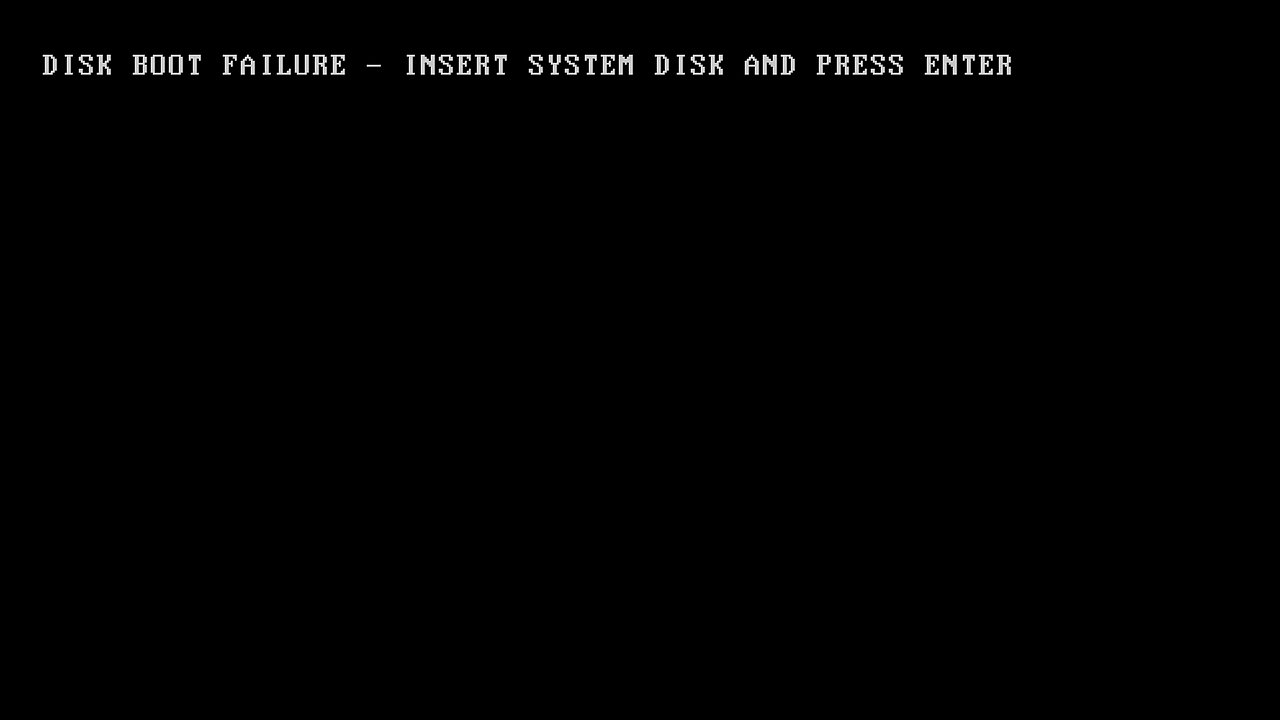 DISK BOOT FAILURE - INSERT SYSTEM DISK AND PRESS ENTER